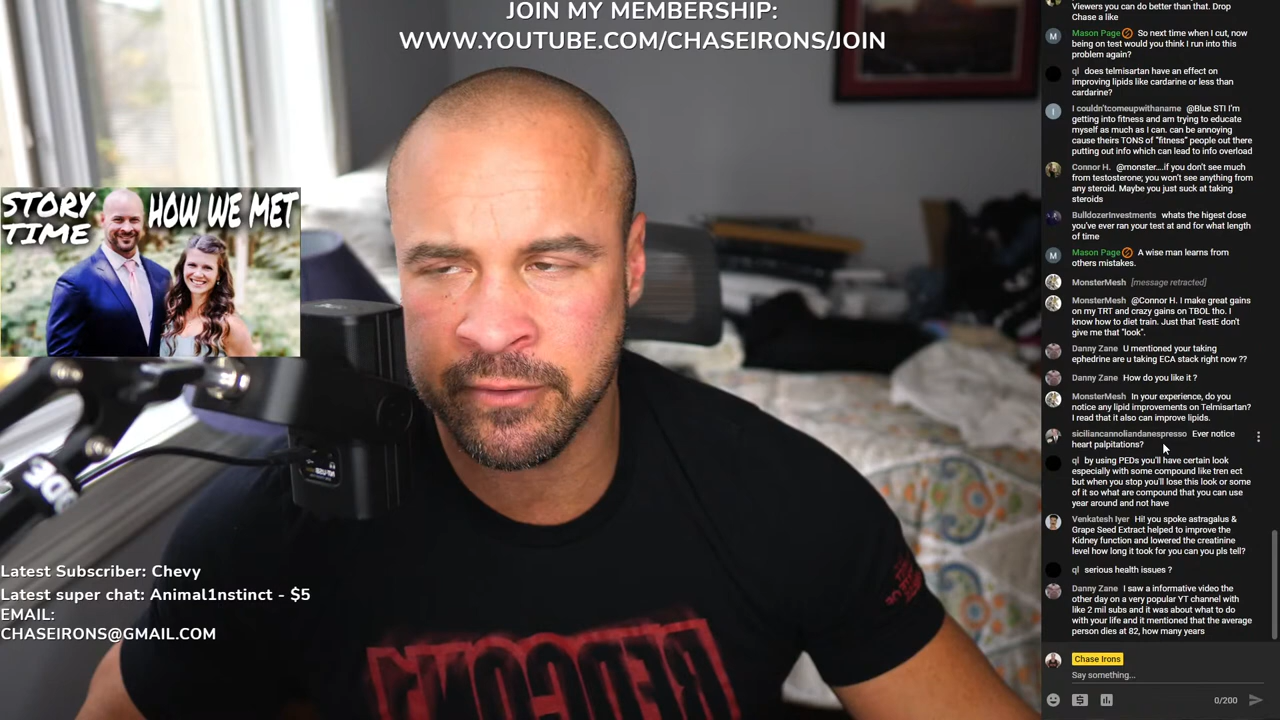 JOIN MY MEMBERSHIP:
WWW.YOUTUBE.COM/CHASEIRONS/JOIN
STORY HOW WE MET
TIME
Latest Subscriber: Chevy
Latest super chat: Animal1nstinct - $5
EMAIL:
CHASEIRONS@GMAIL.COM
REDCON
Viewers you can do better than that. Drop
Chase a like
M Mason Page So next time when I cut, now
being on test would you think I run into this
problem again?
ql does telmisartan have an effect on
improving lipids like cardarine or less than
cardarine?
I I couldn'tcomeupwithaname @Blue STI I'm
getting into fitness and am trying to educate
myself as much as I can. can be annoying
cause theirs TONS of "fitness" people out there
putting out info which can lead to info overload
Connor H. @monster....if you don't see much
from testosterone; you won't see anything from
any steroid. Maybe you just suck at taking
steroids
BulldozerInvestments whats the higest dose
you've ever ran your test at and for what length
of time
M Mason Page A wise man learns from
others mistakes.
MonsterMesh [message retracted]
MonsterMesh @Connor H. I make great gains
on my TRT and crazy gains on TBOL tho. I
know how to diet train. Just that TestE don't
give me that "look".
Danny Zane U mentioned your taking
ephedrine are u taking ECA stack right now ??
Danny Zane How do you like it ?
MonsterMesh In your experience, do you
notice any lipid improvements on Telmisartan?
I read that it also can improve lipids.
siciliancannoliandanespresso Ever notice
heart palpitations?
ql by using PEDs you'll have certain look
especially with some compound like tren ect
but when you stop you'll lose this look or some
of it so what are compound that you can use
year around and not have
Venkatesh Iyer Hi! you spoke astragalus &
Grape Seed Extract helped to improve the
Kidney function and lowered the creatinine
level how long it took for you can you pls tell?
ql serious health issues ?
Danny Zane I saw a informative video the
other day on a very popular YT channel with
like 2 mil subs and it was about what to do
with your life and it mentioned that the average
person dies at 82, how many years
Chase Irons
Say something...
0/200